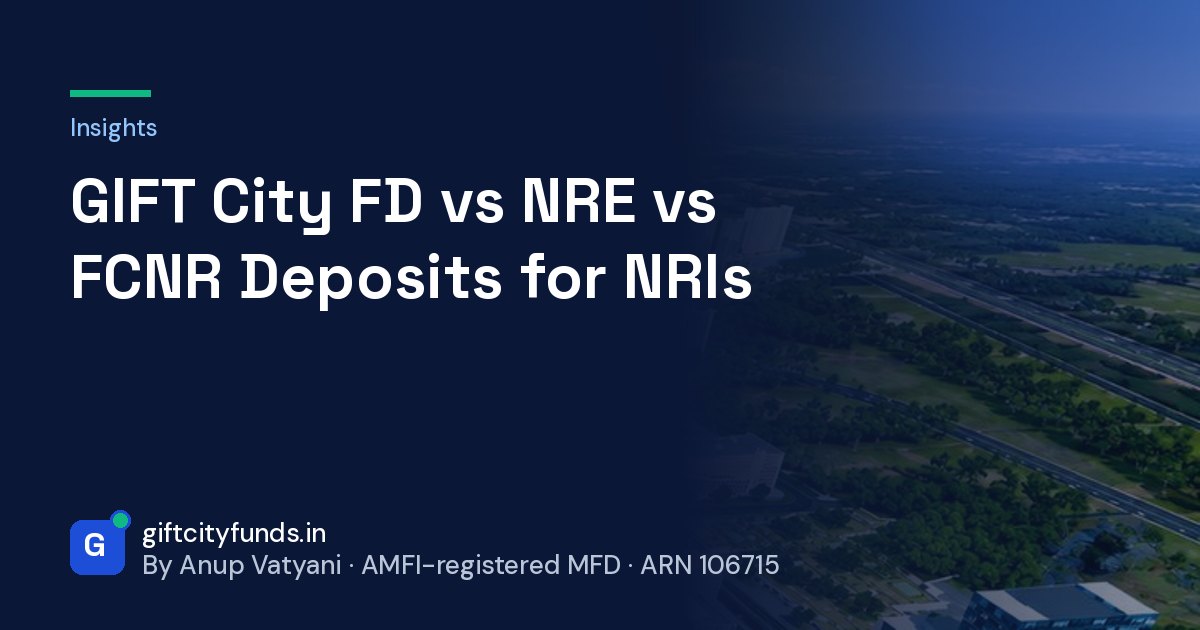 Insights
GIFT City FD vs NRE vs
FCNR Deposits for NRIs
G
giftcityfunds.in
By Anup Vatyani · AMFI-registered MFD · ARN 106715